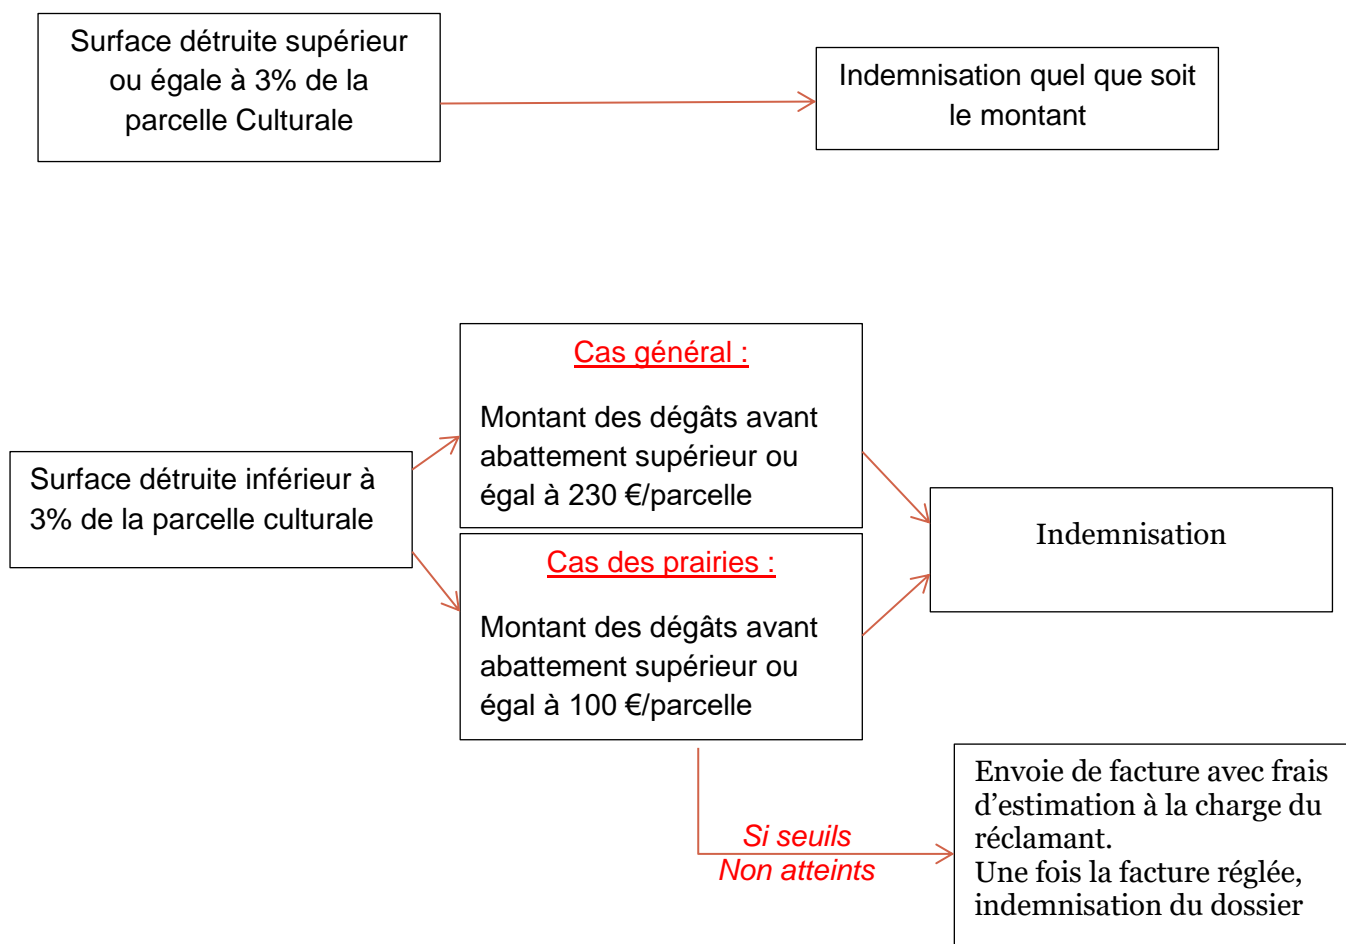 Surface détruite supérieur
ou égale à 3% de la
parcelle Culturale
Indemnisation quel que soit
le montant
Surface détruite inférieur à
3% de la parcelle culturale
Cas général :
Montant des dégâts avant
abattement supérieur ou
égal à 230 €/parcelle
Cas des prairies :
Montant des dégâts avant
abattement supérieur ou
égal à 100 €/parcelle
Indemnisation
Si seuils
Non atteints
Envoie de facture avec frais
d’estimation à la charge du
réclamant.
Une fois la facture réglée,
indemnisation du dossier